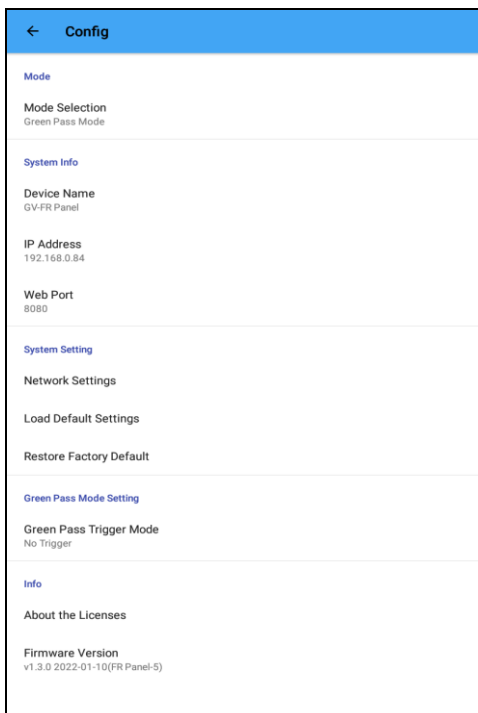 Config
Mode
Mode Selection
Green Pass Mode
System Info
Device Name
GV-FR Panel
IP Address
192.168.0.84
Web Port
8080
System Setting
Network Settings
Load Default Settings
Restore Factory Default
Green Pass Mode Setting
Green Pass Trigger Mode
No Trigger
Info
About the Licenses
Firmware Version
v1.3.0 2022-01-10(FR Panel-5)